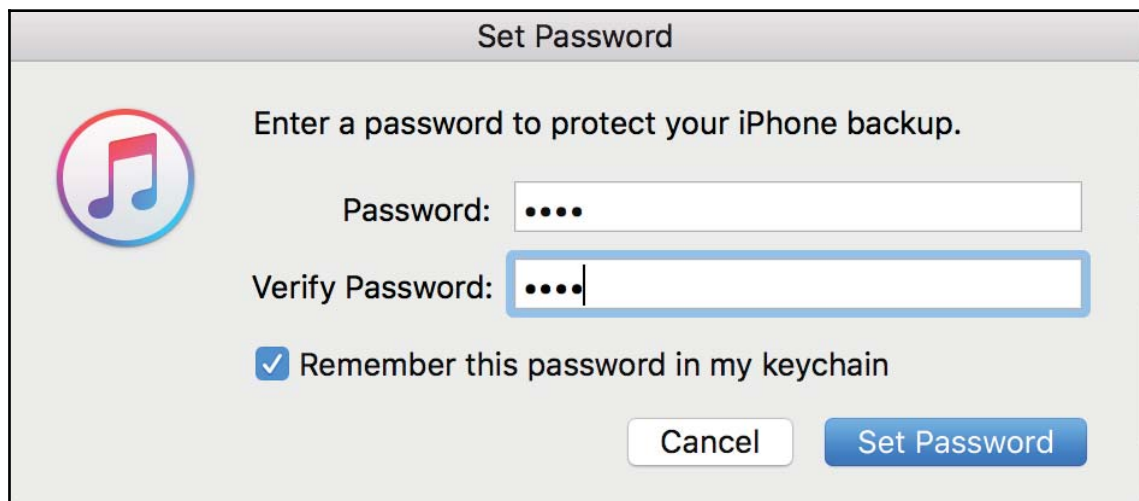 Set Password
Enter a password to protect your iPhone backup.
Password: ••••
Verify Password: ••••
Remember this password in my keychain
Cancel Set Password